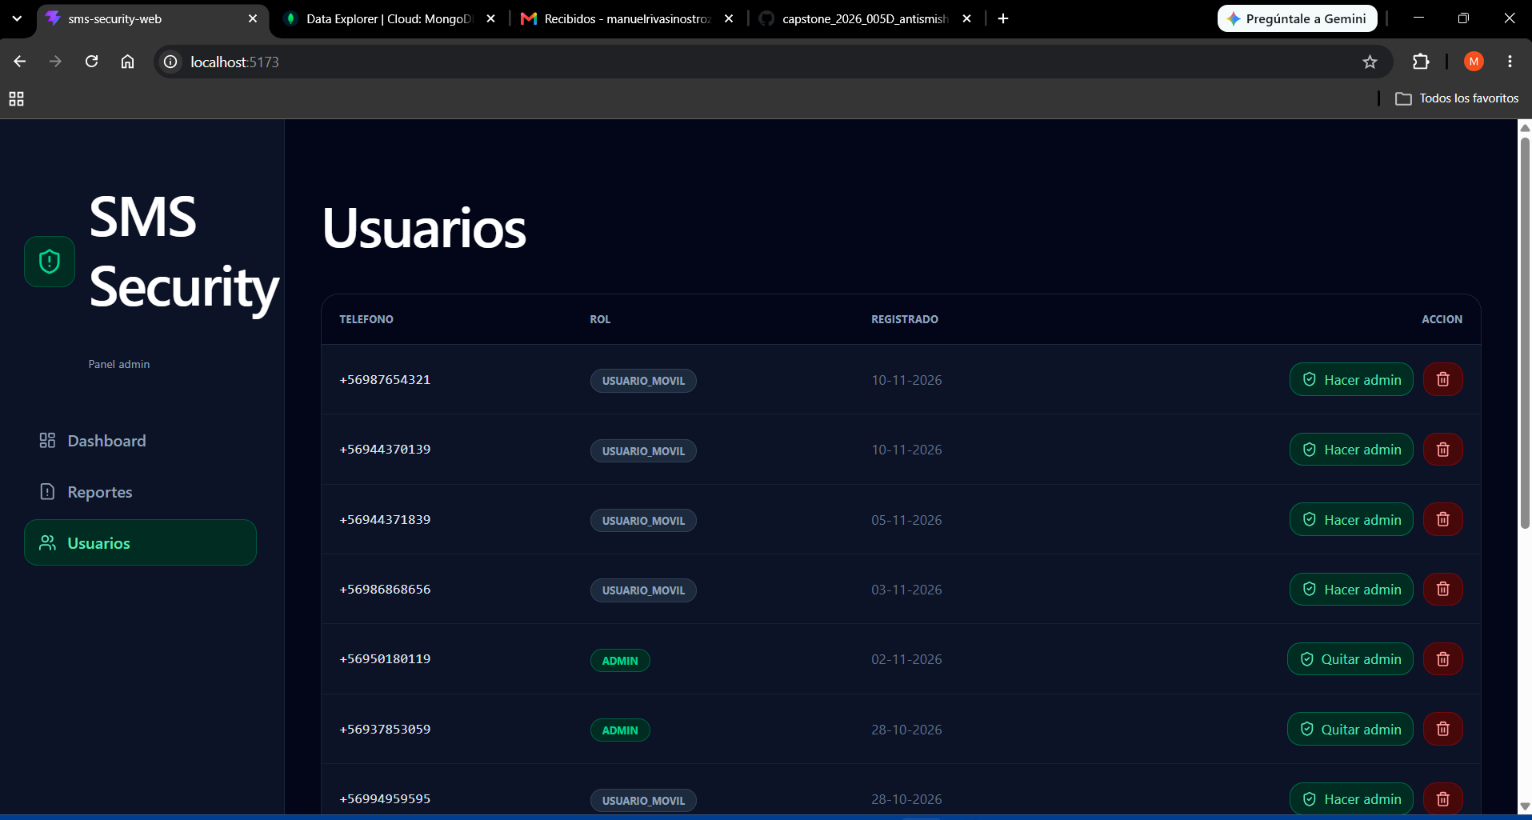 sms-security-web
Data Explorer | Cloud: MongoD
Recibidos - manuelrivasinostroz
capstone_2026_005D_antismish
Pregúntale a Gemini
localhost:5173
M
Todos los favoritos
SMS
Security
Panel admin
Dashboard
Reportes
Usuarios
Usuarios
TELEFONO ROL REGISTRADO ACCION
+56987654321 USUARIO_MOVIL 10-11-2026 Hacer admin
+56944370139 USUARIO_MOVIL 10-11-2026 Hacer admin
+56944371839 USUARIO_MOVIL 05-11-2026 Hacer admin
+56986868656 USUARIO_MOVIL 03-11-2026 Hacer admin
+56950180119 ADMIN 02-11-2026 Quitar admin
+56937853059 ADMIN 28-10-2026 Quitar admin
+56994959595 USUARIO_MOVIL 28-10-2026 Hacer admin